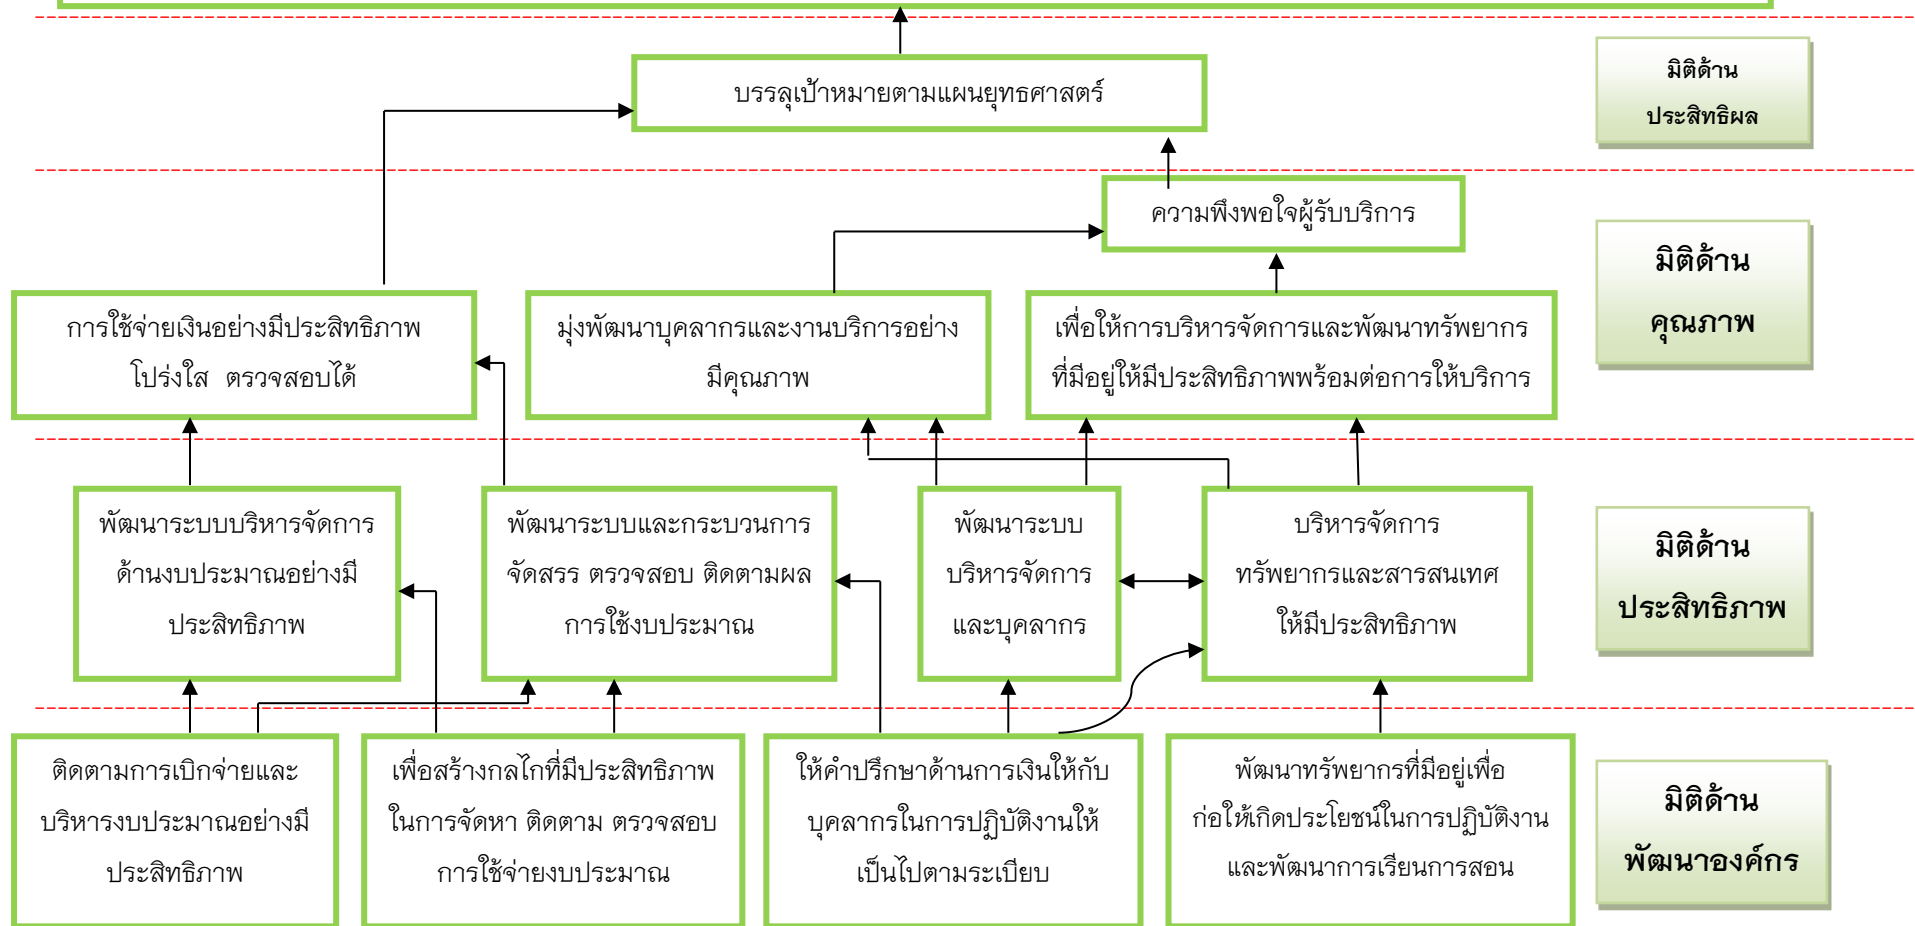 บรรลุเป้าหมายตามแผนยุทธศาสตร์
มิติด้าน
ประสิทธิผล
ความพึงพอใจผู้รับบริการ
มิติด้าน
คุณภาพ
การใช้จ่ายเงินอย่างมีประสิทธิภาพ
โปร่งใส  ตรวจสอบได้
มุ่งพัฒนาบุคลากรและงานบริการอย่าง
มีคุณภาพ
เพื่อให้การบริหารจัดการและพัฒนาทรัพยากร
ที่มีอยู่ให้มีประสิทธิภาพพร้อมต่อการให้บริการ
พัฒนาระบบบริหารจัดการ
ด้านงบประมาณอย่างมี
ประสิทธิภาพ
พัฒนาระบบและกระบวนการ
จัดสรร ตรวจสอบ ติดตามผล
การใช้งบประมาณ
พัฒนาระบบ
บริหารจัดการ
และบุคลากร
บริหารจัดการ
ทรัพยากรและสารสนเทศ
ให้มีประสิทธิภาพ
มิติด้าน
ประสิทธิภาพ
ติดตามการเบิกจ่ายและ
บริหารงบประมาณอย่างมี
ประสิทธิภาพ
เพื่อสร้างกลไกที่มีประสิทธิภาพ
ในการจัดหา ติดตาม ตรวจสอบ
การใช้จ่ายงบประมาณ
ให้คำปรึกษาด้านการเงินให้กับ
บุคลากรในการปฏิบัติงานให้
เป็นไปตามระเบียบ
พัฒนาทรัพยากรที่มีอยู่เพื่อ
ก่อให้เกิดประโยชน์ในการปฏิบัติงาน
และพัฒนาการเรียนการสอน
มิติด้าน
พัฒนาองค์กร